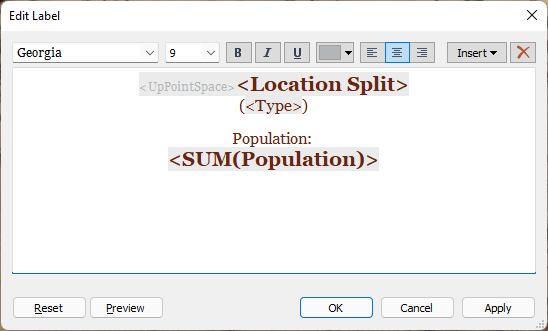 Edit Label
Georgia 9 B I U Insert
<UpPointSpace> <Location Split>
(<Type>)
Population:
<SUM(Population)>
Reset Preview OK Cancel Apply